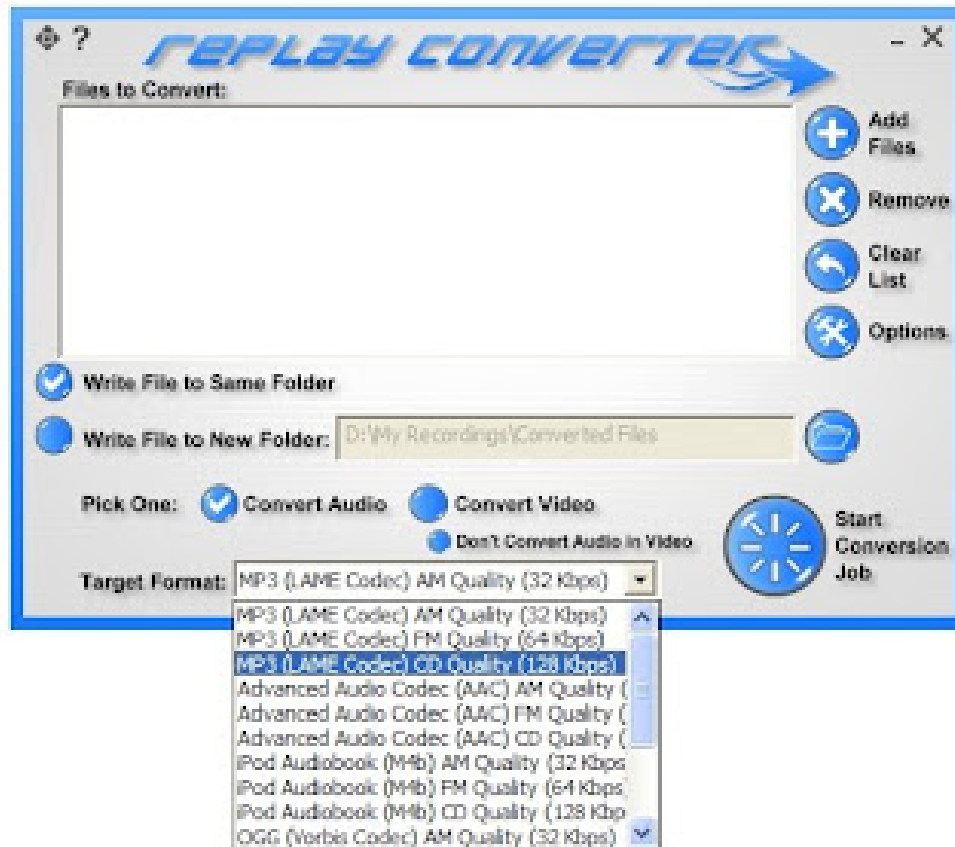 ?
REPLAY CONVERTER
Files to Convert:
Add Files
Remove
Clear List
Options
Write File to Same Folder
Write File to New Folder: D:\My Recordings\Converted Files
Pick One: Convert Audio Convert Video
Don't Convert Audio in Video
Start Conversion Job
Target Format: MP3 (LAME Codec) AM Quality (32 Kbps)
MP3 (LAME Codec) AM Quality (32 Kbps)
MP3 (LAME Codec) FM Quality (64 Kbps)
MP3 (LAME Codec) CD Quality (128 Kbps)
Advanced Audio Codec (AAC) AM Quality (
Advanced Audio Codec (AAC) FM Quality (
Advanced Audio Codec (AAC) CD Quality (
iPod Audiobook (M4b) AM Quality (32 Kbps
iPod Audiobook (M4b) FM Quality (64 Kbps
iPod Audiobook (M4b) CD Quality (128 Kbp
OGG (Vorbis Codec) AM Quality (32 Kbps)